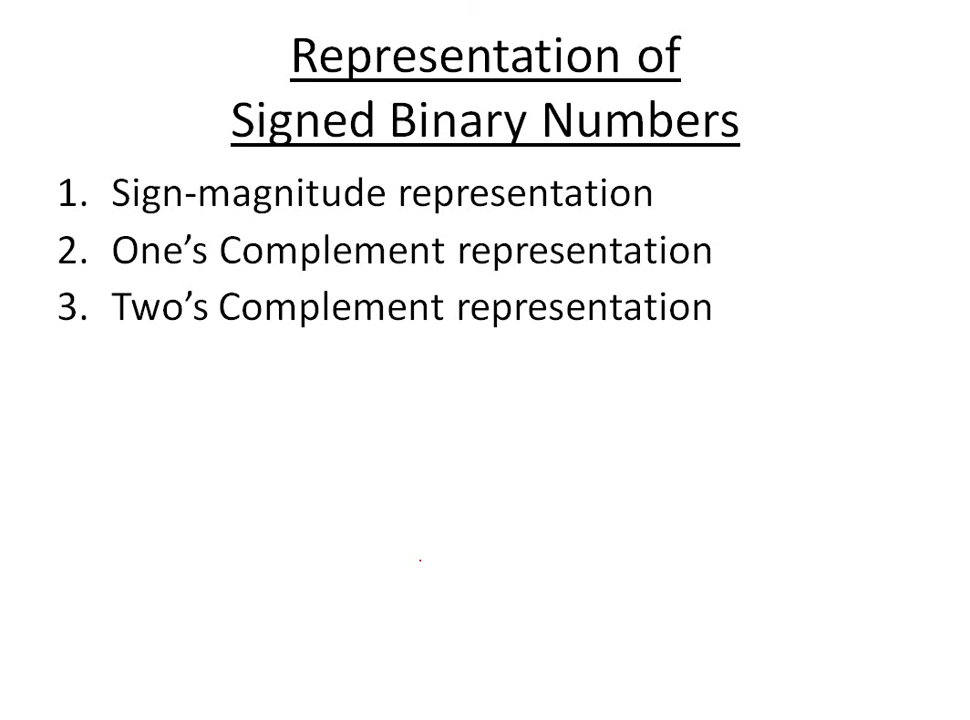 Representation of
Signed Binary Numbers
1. Sign-magnitude representation
2. One’s Complement representation
3. Two’s Complement representation